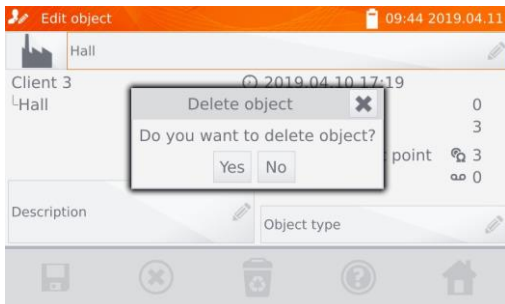 Edit object
09:44 2019.04.11
Hall
Client 3
2019.04.10 17:19
Hall
0
Delete object
3
Do you want to delete object?
point
3
Yes No
0
Description
Object type